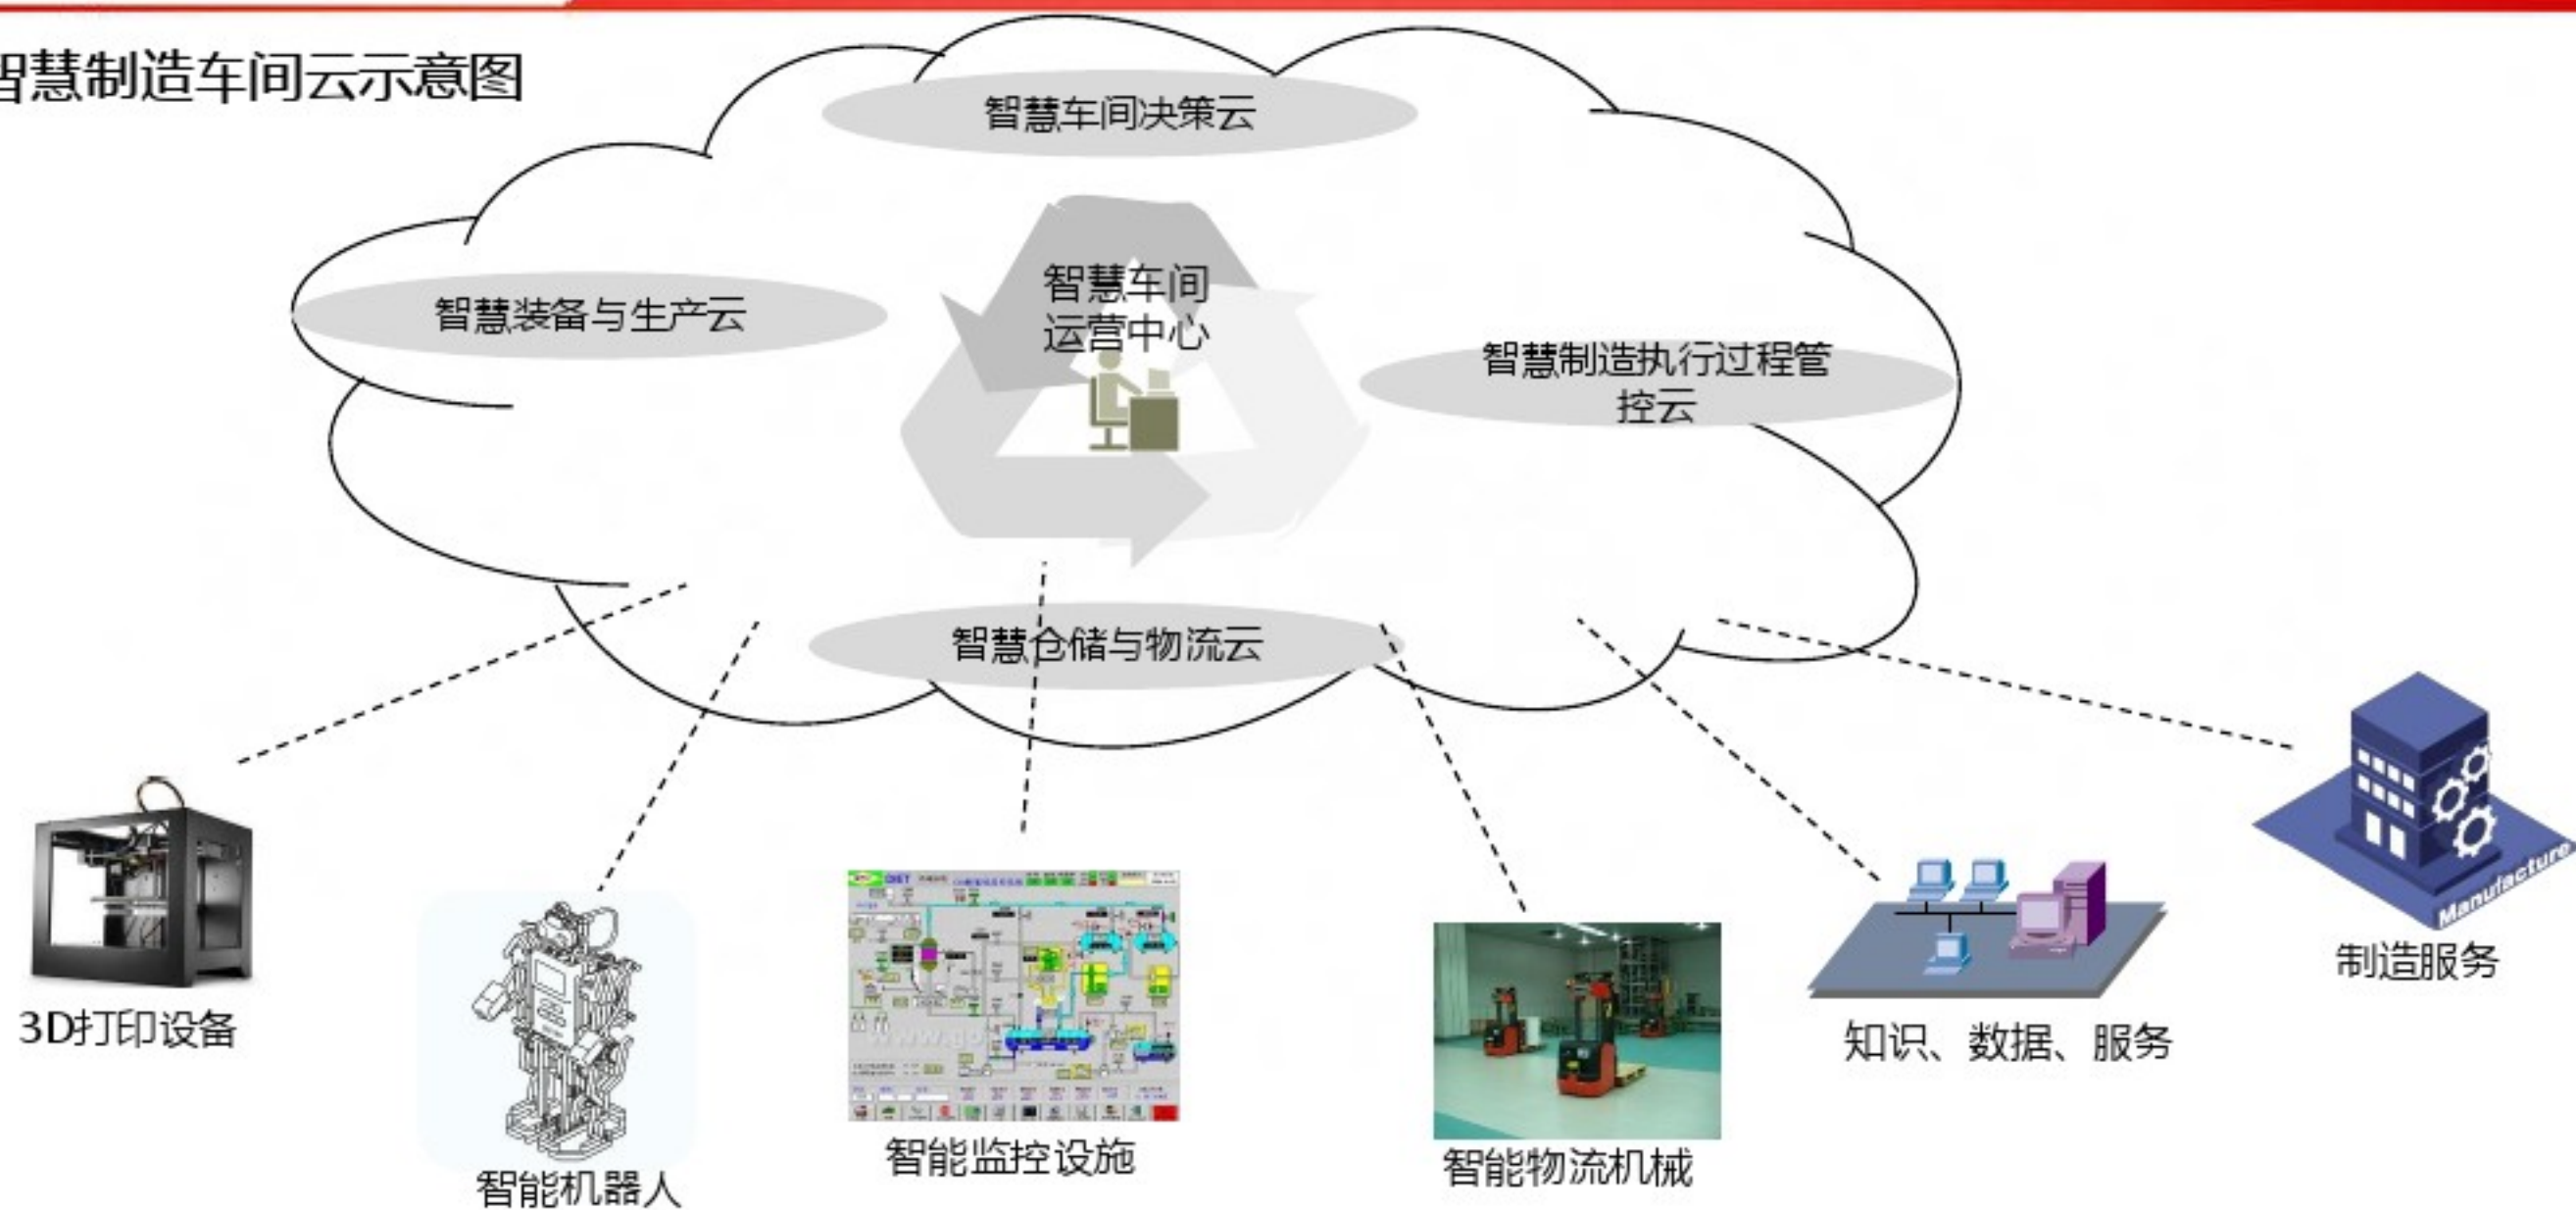 智慧制造车间云示意图
智慧车间决策云
智慧车间
运营中心
智慧装备与生产云
智慧制造执行过程管
控云
智慧仓储与物流云
3D打印设备
智能机器人
智能监控设施
智能物流机械
知识、数据、服务
Manufacture
制造服务